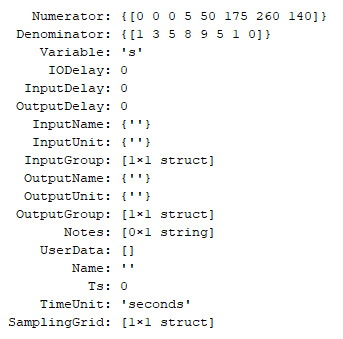 Numerator: {[0 0 0 5 50 175 260 140]}
Denominator: {[1 3 5 8 9 5 1 0]}
Variable: 's'
IODelay: 0
InputDelay: 0
OutputDelay: 0
InputName: {''}
InputUnit: {''}
InputGroup: [1×1 struct]
OutputName: {''}
OutputUnit: {''}
OutputGroup: [1×1 struct]
Notes: [0×1 string]
UserData: []
Name: ''
Ts: 0
TimeUnit: 'seconds'
SamplingGrid: [1×1 struct]